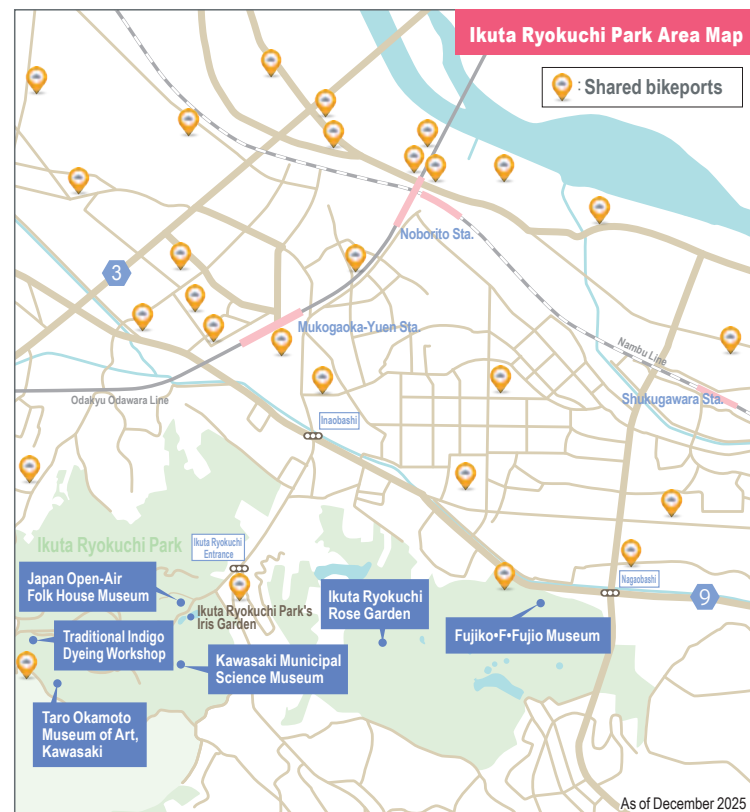 Ikuta Ryokuchi Park Area Map
: Shared bikeports
Noborito Sta.
3
Mukogaoka-Yuen Sta.
Nambu Line
Shukugawara Sta.
Odakyu Odawara Line
Inaobashi
Ikuta Ryokuchi Park
Ikuta Ryokuchi
Entrance
Japan Open-Air
Folk House Museum
Ikuta Ryokuchi Park's
Iris Garden
Ikuta Ryokuchi
Rose Garden
Nagaobashi
9
Fujiko•F•Fujio Museum
Traditional Indigo
Dyeing Workshop
Kawasaki Municipal
Science Museum
Taro Okamoto
Museum of Art,
Kawasaki
As of December 2025